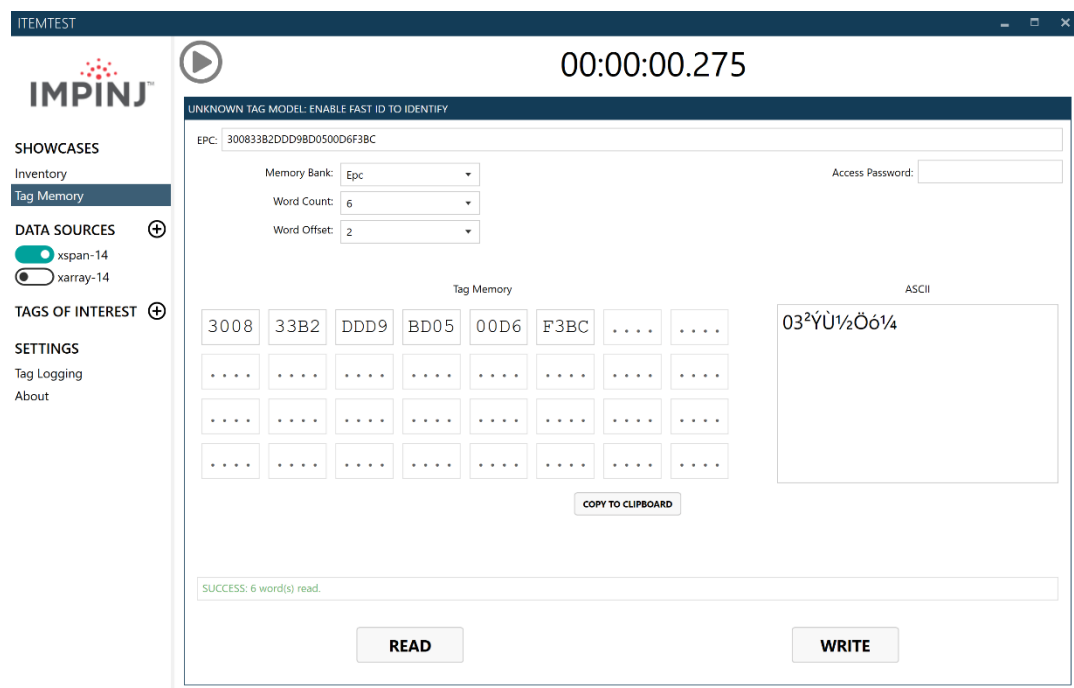 ITEMTEST
IMPINJ™
00:00:00.275
UNKNOWN TAG MODEL: ENABLE FAST ID TO IDENTIFY
EPC: 300833B2DDD9BD0500D6F3BC
SHOWCASES
Inventory
Tag Memory
DATA SOURCES
xspan-14
xarray-14
TAGS OF INTEREST
SETTINGS
Tag Logging
About
Memory Bank: Epc
Access Password:
Word Count: 6
Word Offset: 2
Tag Memory
ASCII
3008 33B2 DDD9 BD05 00D6 F3BC .... ....
.... .... .... .... .... .... .... ....
.... .... .... .... .... .... .... ....
.... .... .... .... .... .... .... ....
03²ÝÙ½Öó¼
COPY TO CLIPBOARD
SUCCESS: 6 word(s) read.
READ
WRITE